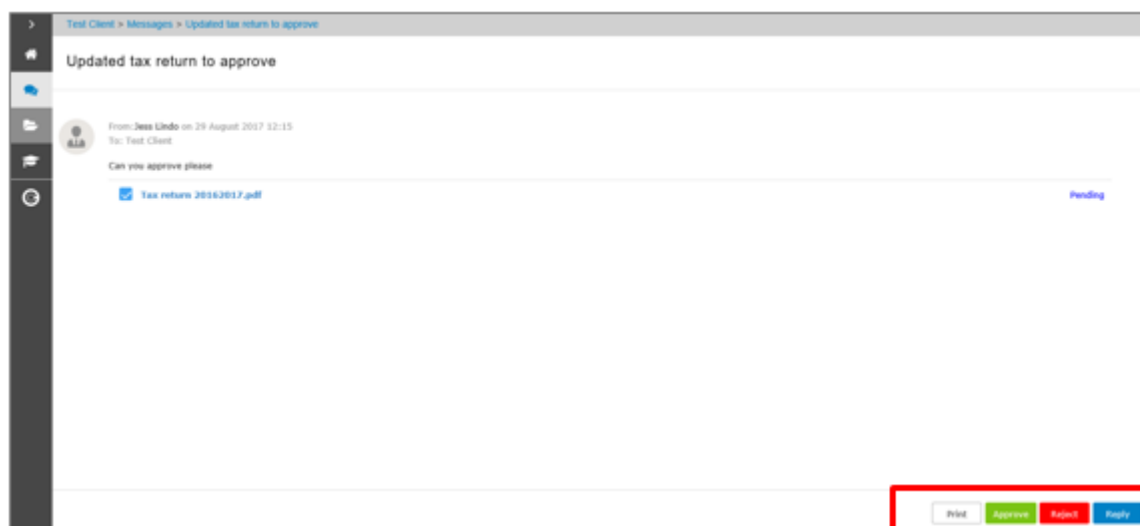 Test Client > Messages > Updated tax return to approve
Updated tax return to approve
From: Jess Lindo on 29 August 2017 12:15
To: Test Client
Can you approve please
Tax return 20162017.pdf
Pending
Print Approve Reject Reply